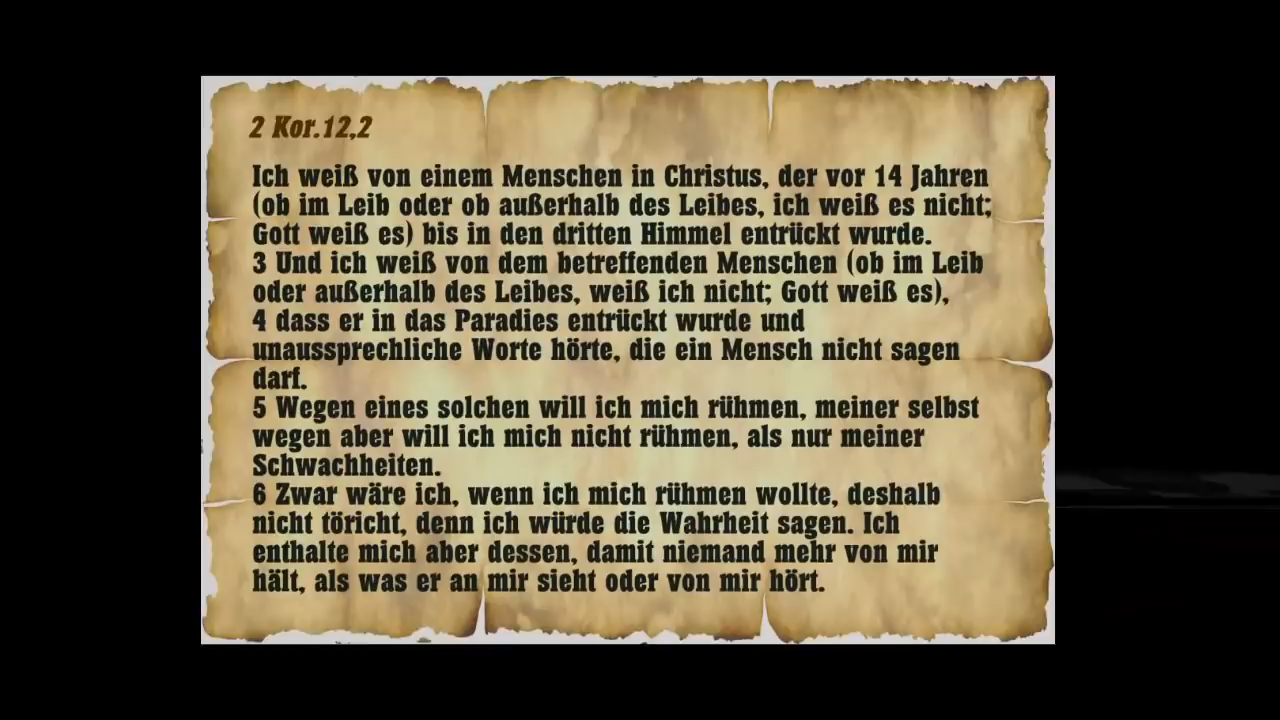 2 Kor.12,2
Ich weiß von einem Menschen in Christus, der vor 14 Jahren
(ob im Leib oder ob außerhalb des Leibes, ich weiß es nicht;
Gott weiß es) bis in den dritten Himmel entrückt wurde.
3 Und ich weiß von dem betreffenden Menschen (ob im Leib
oder außerhalb des Leibes, weiß ich nicht; Gott weiß es),
4 dass er in das Paradies entrückt wurde und
unaussprechliche Worte hörte, die ein Mensch nicht sagen
darf.
5 Wegen eines solchen will ich mich rühmen, meiner selbst
wegen aber will ich mich nicht rühmen, als nur meiner
Schwachheiten.
6 Zwar wäre ich, wenn ich mich rühmen wollte, deshalb
nicht töricht, denn ich würde die Wahrheit sagen. Ich
enthalte mich aber dessen, damit niemand mehr von mir
hält, als was er an mir sieht oder von mir hört.